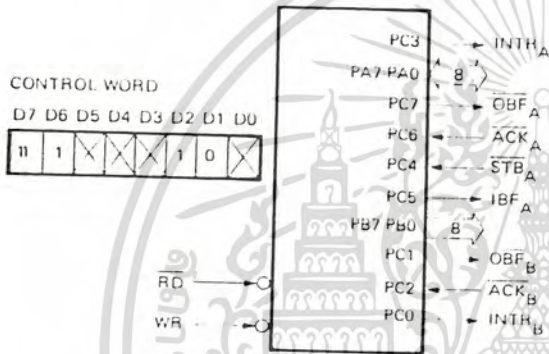 CONTROL WORD
D7 D6 D5 D4 D3 D2 D1 D0
11 1 X X X 1 0 X
RD
WR
PC3 INTRA
PA7-PA0 8
PC7 OBFA
PC6 ACKA
PC4 STBA
PC5 IBFA
PB7 PB0 8
PC1 OBFB
PC2 ACKB
PC0 INTRB